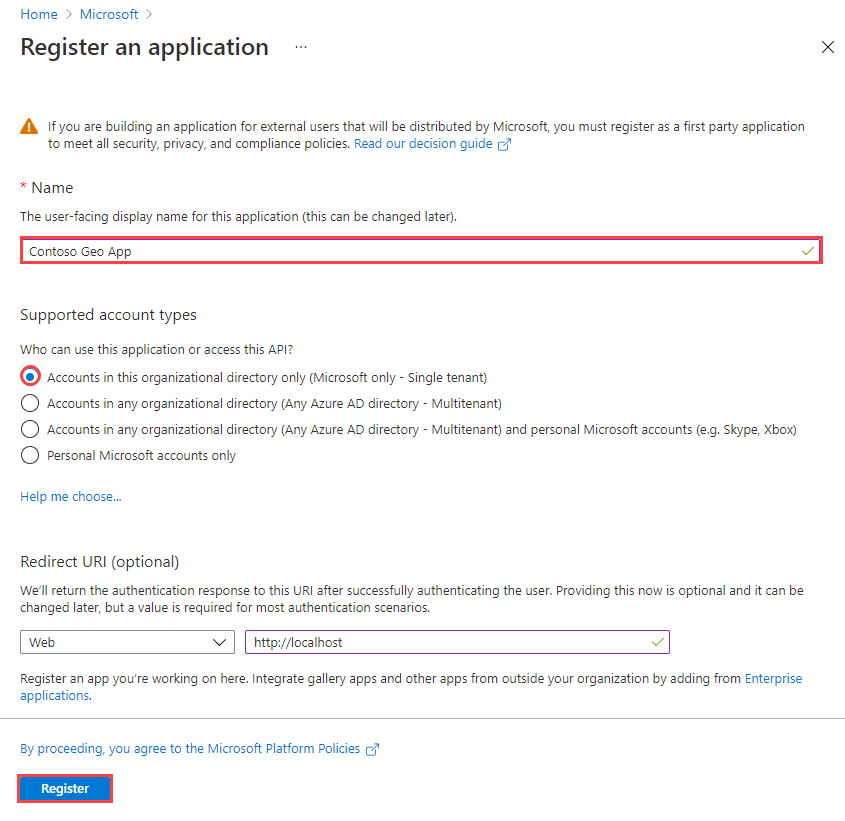 Home > Microsoft >
Register an application ...
If you are building an application for external users that will be distributed by Microsoft, you must register as a first party application
to meet all security, privacy, and compliance policies. Read our decision guide
* Name
The user-facing display name for this application (this can be changed later).
Contoso Geo App
Supported account types
Who can use this application or access this API?
Accounts in this organizational directory only (Microsoft only - Single tenant)
Accounts in any organizational directory (Any Azure AD directory - Multitenant)
Accounts in any organizational directory (Any Azure AD directory - Multitenant) and personal Microsoft accounts (e.g. Skype, Xbox)
Personal Microsoft accounts only
Help me choose...
Redirect URI (optional)
We'll return the authentication response to this URI after successfully authenticating the user. Providing this now is optional and it can be
changed later, but a value is required for most authentication scenarios.
Web http://localhost
Register an app you're working on here. Integrate gallery apps and other apps from outside your organization by adding from Enterprise
applications.
By proceeding, you agree to the Microsoft Platform Policies
Register